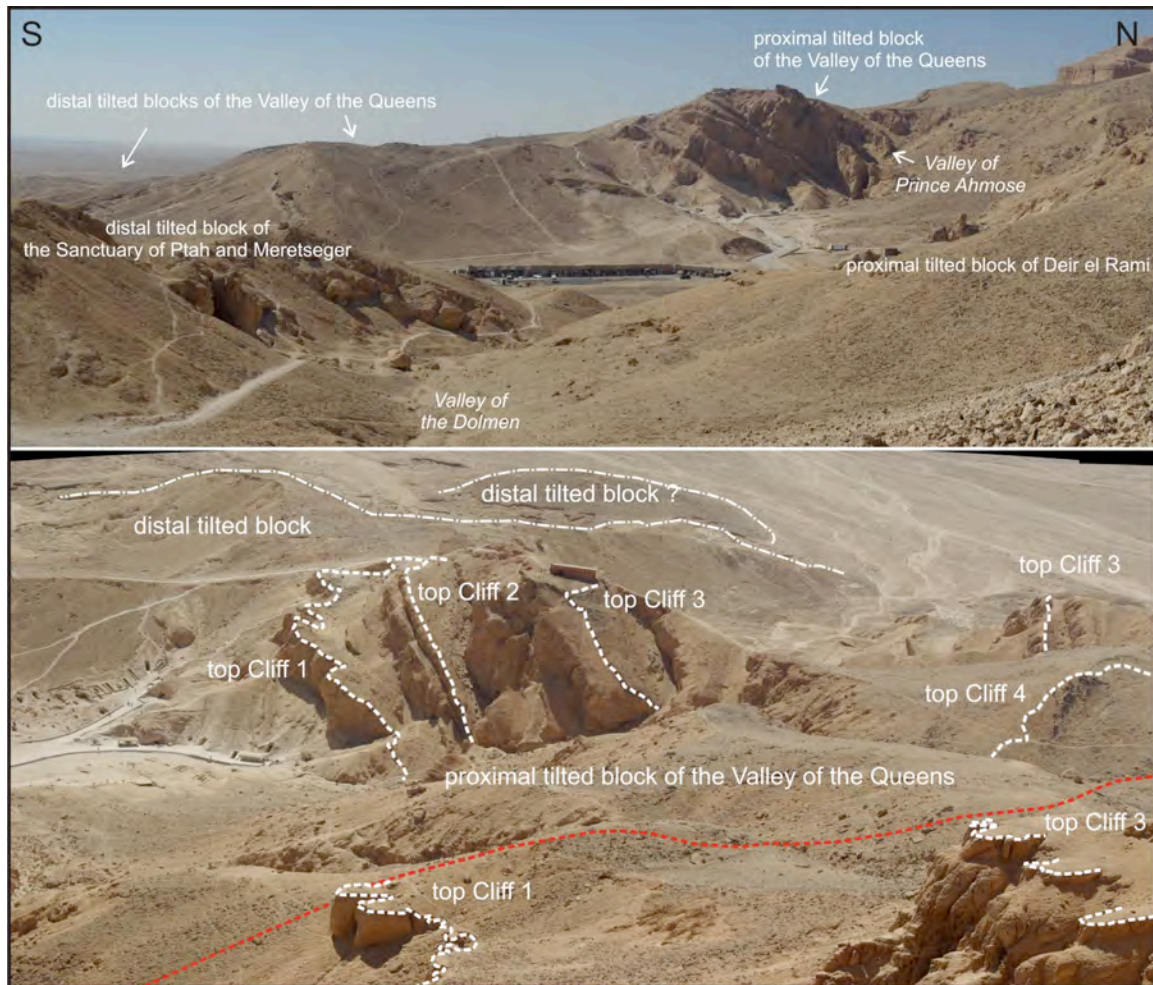 S
N
proximal tilted block
of the Valley of the Queens
distal tilted blocks of the Valley of the Queens
Valley of
Prince Ahmose
distal tilted block of
the Sanctuary of Ptah and Meretseger
proximal tilted block of Deir el Rami
Valley of
the Dolmen
distal tilted block ?
distal tilted block
top Cliff 3
top Cliff 2
top Cliff 3
top Cliff 1
top Cliff 4
proximal tilted block of the Valley of the Queens
top Cliff 3
top Cliff 1